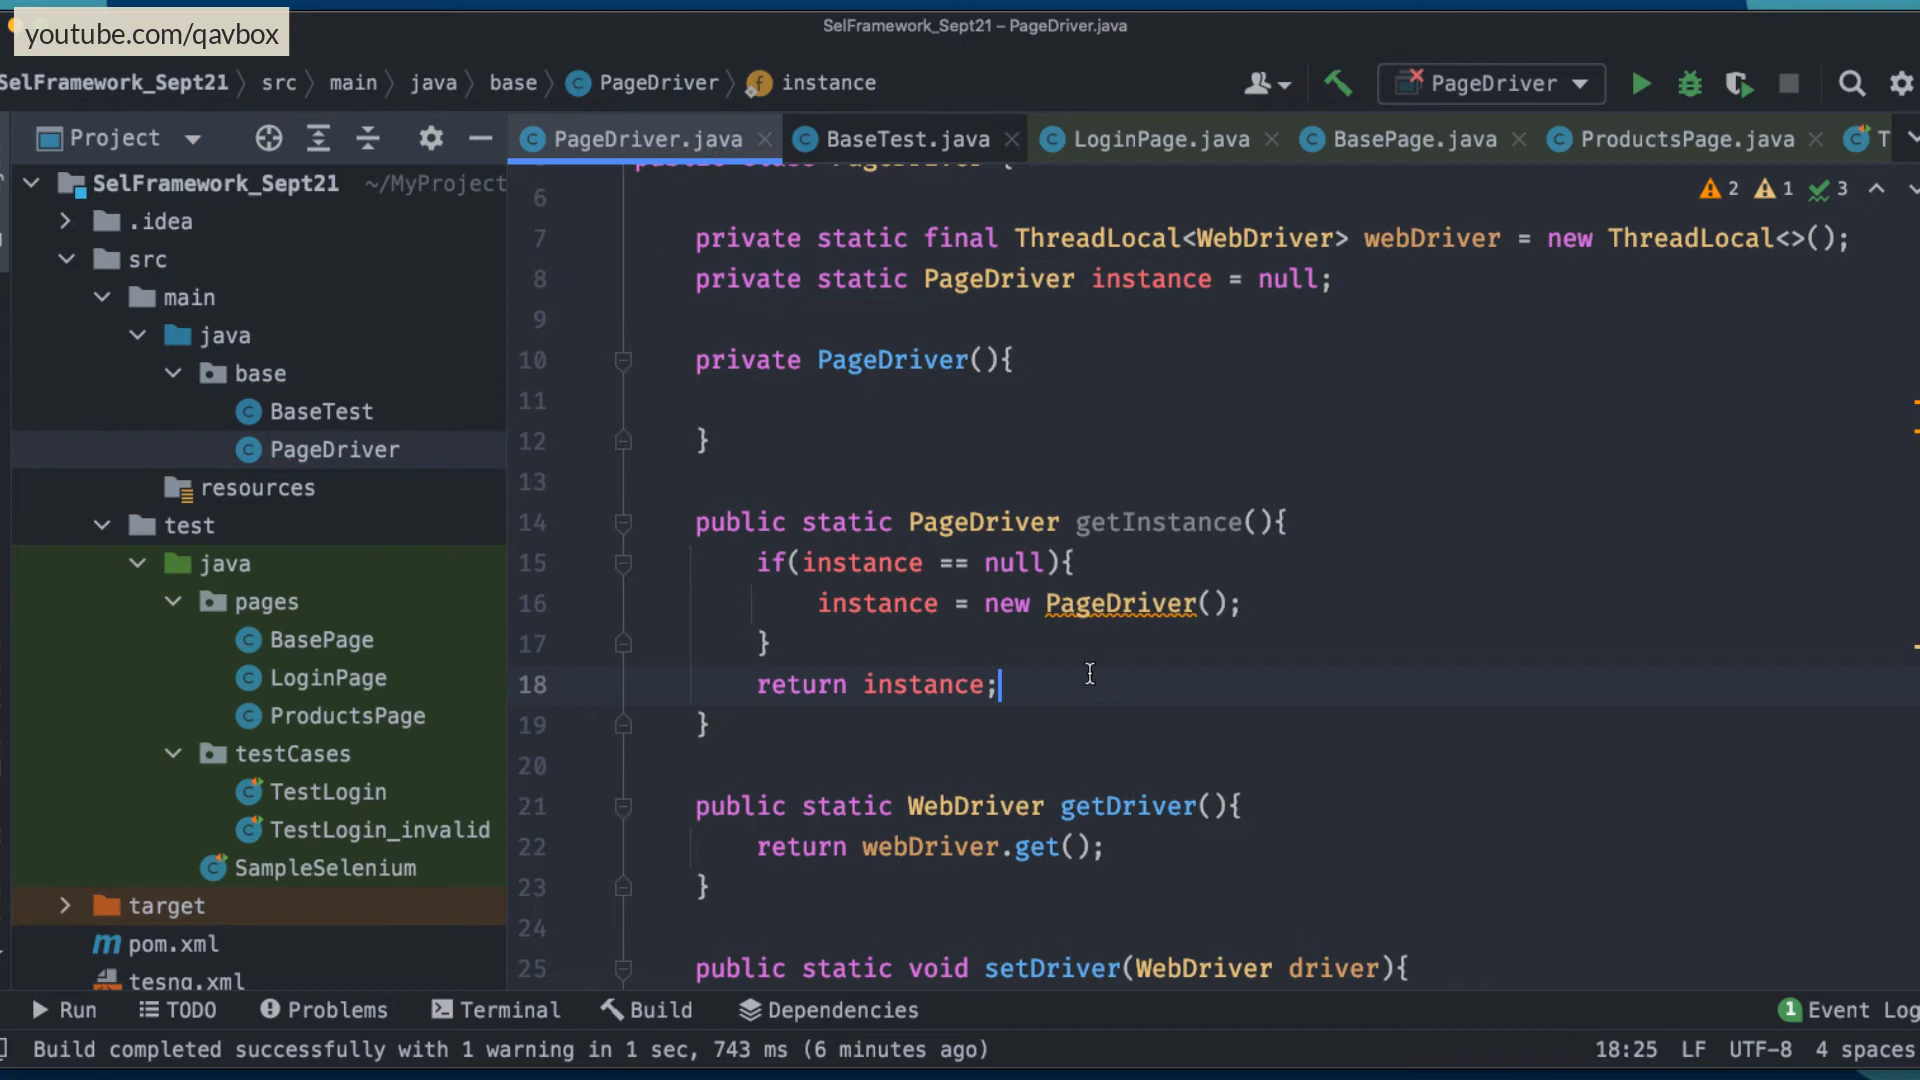 youtube.com/qavbox
SelFramework_Sept21 – PageDriver.java
SelFramework_Sept21 src main java base PageDriver instance
PageDriver
Project
PageDriver.java BaseTest.java LoginPage.java BasePage.java ProductsPage.java T
SelFramework_Sept21 ~/MyProject
.idea
src
main
java
base
BaseTest
PageDriver
resources
test
java
pages
BasePage
LoginPage
ProductsPage
testCases
TestLogin
TestLogin_invalid
SampleSelenium
target
pom.xml
tesng.xml
2 1 3
public class PageDriver {
6
7 private static final ThreadLocal<WebDriver> webDriver = new ThreadLocal<>();
8 private static PageDriver instance = null;
9
10 private PageDriver(){
11
12 }
13
14 public static PageDriver getInstance(){
15 if(instance == null){
16 instance = new PageDriver();
17 }
18 return instance;
19 }
20
21 public static WebDriver getDriver(){
22 return webDriver.get();
23 }
24
25 public static void setDriver(WebDriver driver){
Run TODO Problems Terminal Build Dependencies 1 Event Log
Build completed successfully with 1 warning in 1 sec, 743 ms (6 minutes ago) 18:25 LF UTF-8 4 spaces